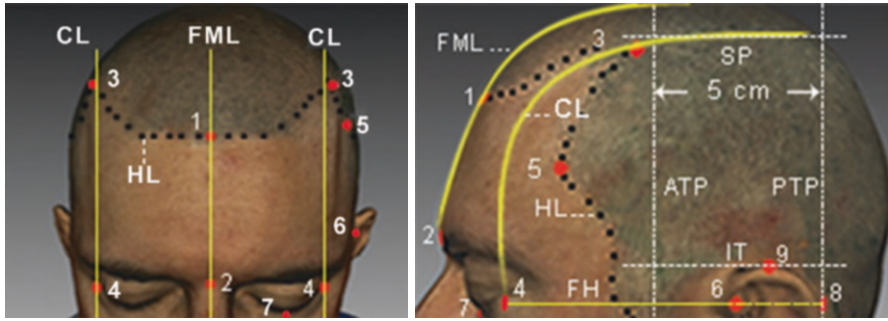 CL FML CL
3 3
1 5
HL
6
4 2 4
7
FML 3
SP
1 5 cm
CL
5 ATP PTP
HL
2 IT 9
4 FH 6 8
7